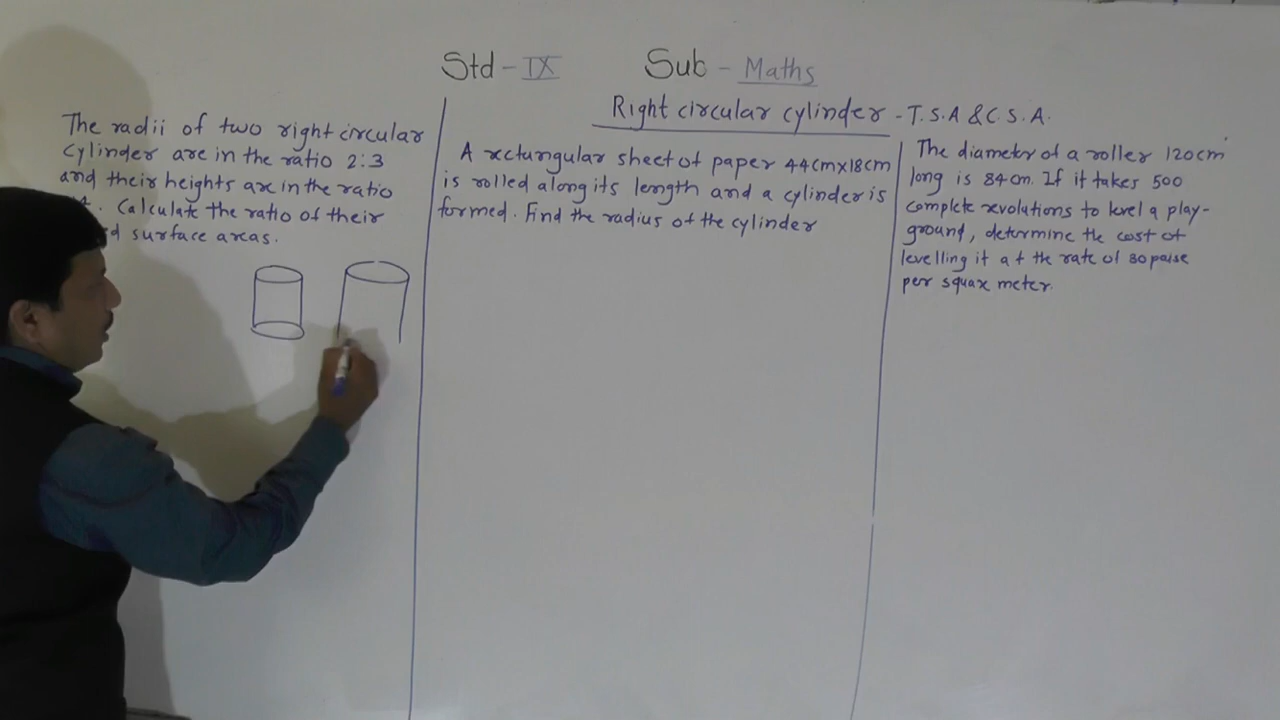 Std - IX Sub - Maths
Right circular cylinder - T.S.A & C.S.A.
The radii of two right circular
cylinder are in the ratio 2:3
and their heights are in the ratio
Calculate the ratio of their
surface areas.
A rectungular sheet of paper 44cmx18cm
is rolled along its length and a cylinder is
formed. Find the radius of the cylinder
The diameter of a roller 120cm
long is 84cm. If it takes 500
complete revolutions to level a play-
ground, determine the cost of
levelling it at the rate of 30 paise
per square meter.